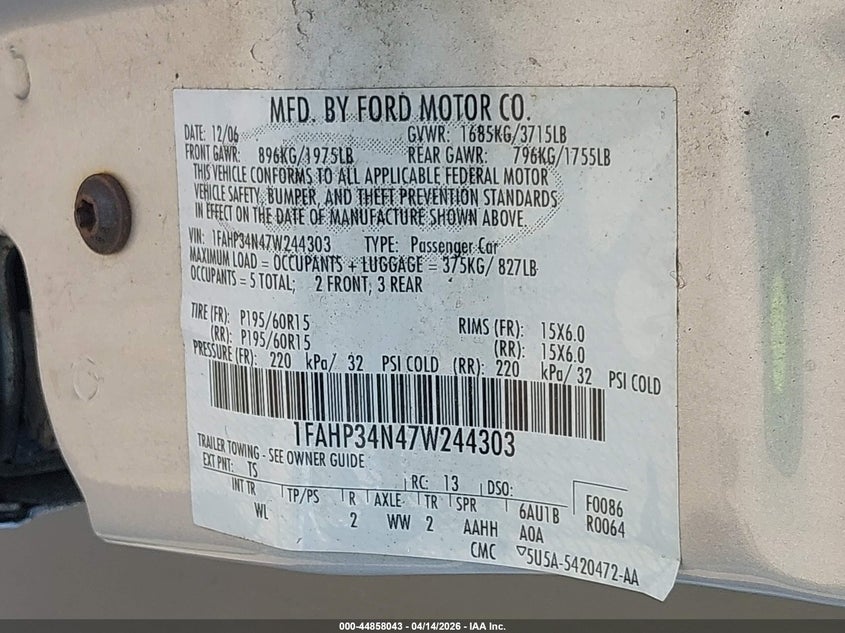 MFD. BY FORD MOTOR CO.
DATE: 12/06 GVWR: 1685KG/3715LB
FRONT GAWR: 896KG/1975LB REAR GAWR: 796KG/1755LB
THIS VEHICLE CONFORMS TO ALL APPLICABLE FEDERAL MOTOR
VEHICLE SAFETY, BUMPER, AND THEFT PREVENTION STANDARDS
IN EFFECT ON THE DATE OF MANUFACTURE SHOWN ABOVE.
VIN: 1FAHP34N47W244303 TYPE: Passenger Car
MAXIMUM LOAD = OCCUPANTS + LUGGAGE = 375KG/ 827LB
OCCUPANTS = 5 TOTAL; 2 FRONT, 3 REAR
TIRE (FR): P195/60R15 RIMS (FR): 15X6.0
(RR): P195/60R15 (RR): 15X6.0
PRESSURE (FR): 220 kPa/ 32 PSI COLD (RR): 220 kPa/ 32 PSI COLD
1FAHP34N47W244303
TRAILER TOWING - SEE OWNER GUIDE
EXT PNT: TS RC: 13 DSO:
INT TR TP/PS R AXLE TR SPR 6AU1B F0086
WL 2 WW 2 AAHH AOA R0064
CMC ▽5U5A-5420472-AA
000-44858043 - 04/14/2026 - IAA Inc.